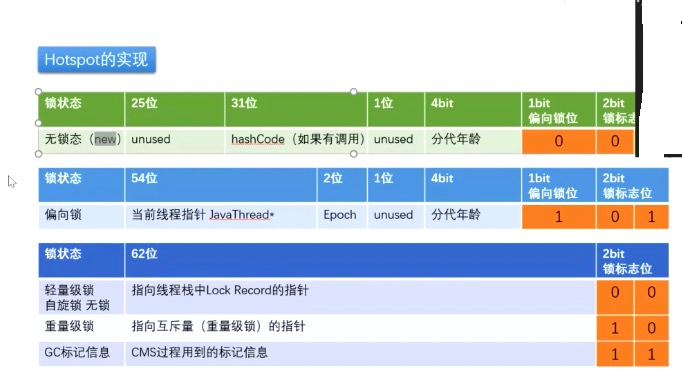 Hotspot的实现
锁状态 25位 31位 1位 4bit 1bit 2bit
偏向锁位 锁标志
无锁态（new） unused hashCode（如果有调用） unused 分代年龄 0 0
锁状态 54位 2位 1位 4bit 1bit 2bit
偏向锁位 锁标志位
偏向锁 当前线程指针 JavaThread* Epoch unused 分代年龄 1 0 1
锁状态 62位 2bit
锁标志位
轻量级锁 指向线程栈中Lock Record的指针 0 0
自旋锁 无锁
重量级锁 指向互斥量（重量级锁）的指针 1 0
GC标记信息 CMS过程用到的标记信息 1 1